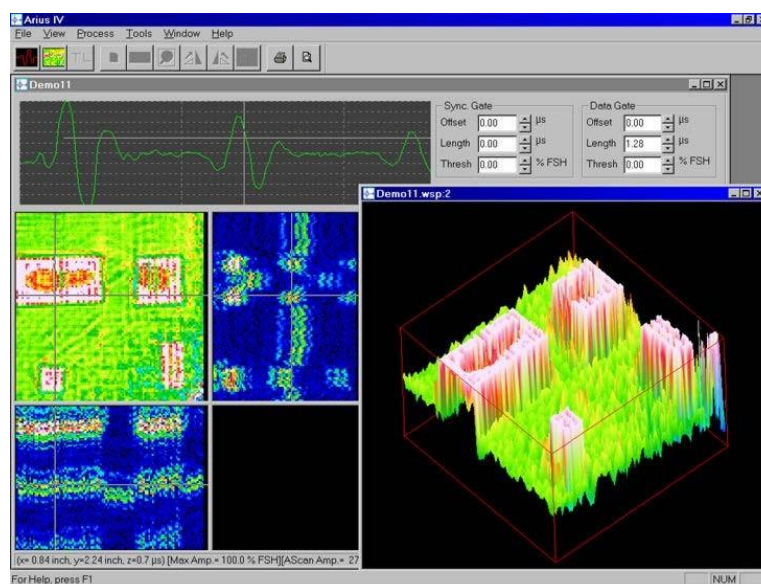 Arius IV
File View Process Tools Window Help
Demo11
Sync. Gate
Offset 0.00 µs
Length 0.00 µs
Thresh 0.00 % FSH
Data Gate
Offset 0.00 µs
Length 1.28 µs
Thresh 0.00 % FSH
Demo11.wsp:2
(x= 0.84 inch, y=2.24 inch, z=0.7 µs) [Max Amp.= 100.0 % FSH][AScan Amp.= 27
For Help, press F1
NUM